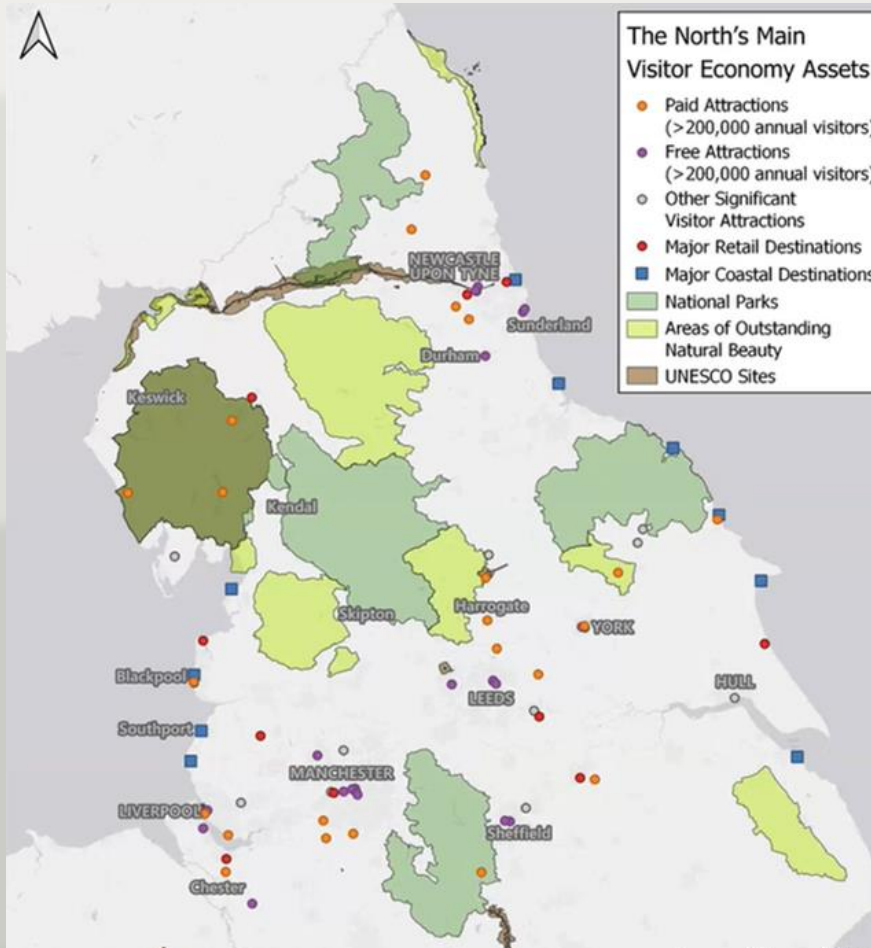 The North's Main
Visitor Economy Assets
Paid Attractions
(>200,000 annual visitors)
Free Attractions
(>200,000 annual visitors)
Other Significant
Visitor Attractions
Major Retail Destinations
Major Coastal Destinations
National Parks
Areas of Outstanding
Natural Beauty
UNESCO Sites
NEWCASTLE
UPON TYNE
Sunderland
Durham
Keswick
Kendal
Skipton
Harrogate
YORK
Blackpool
LEEDS
HULL
Southport
MANCHESTER
LIVERPOOL
Sheffield
Chester